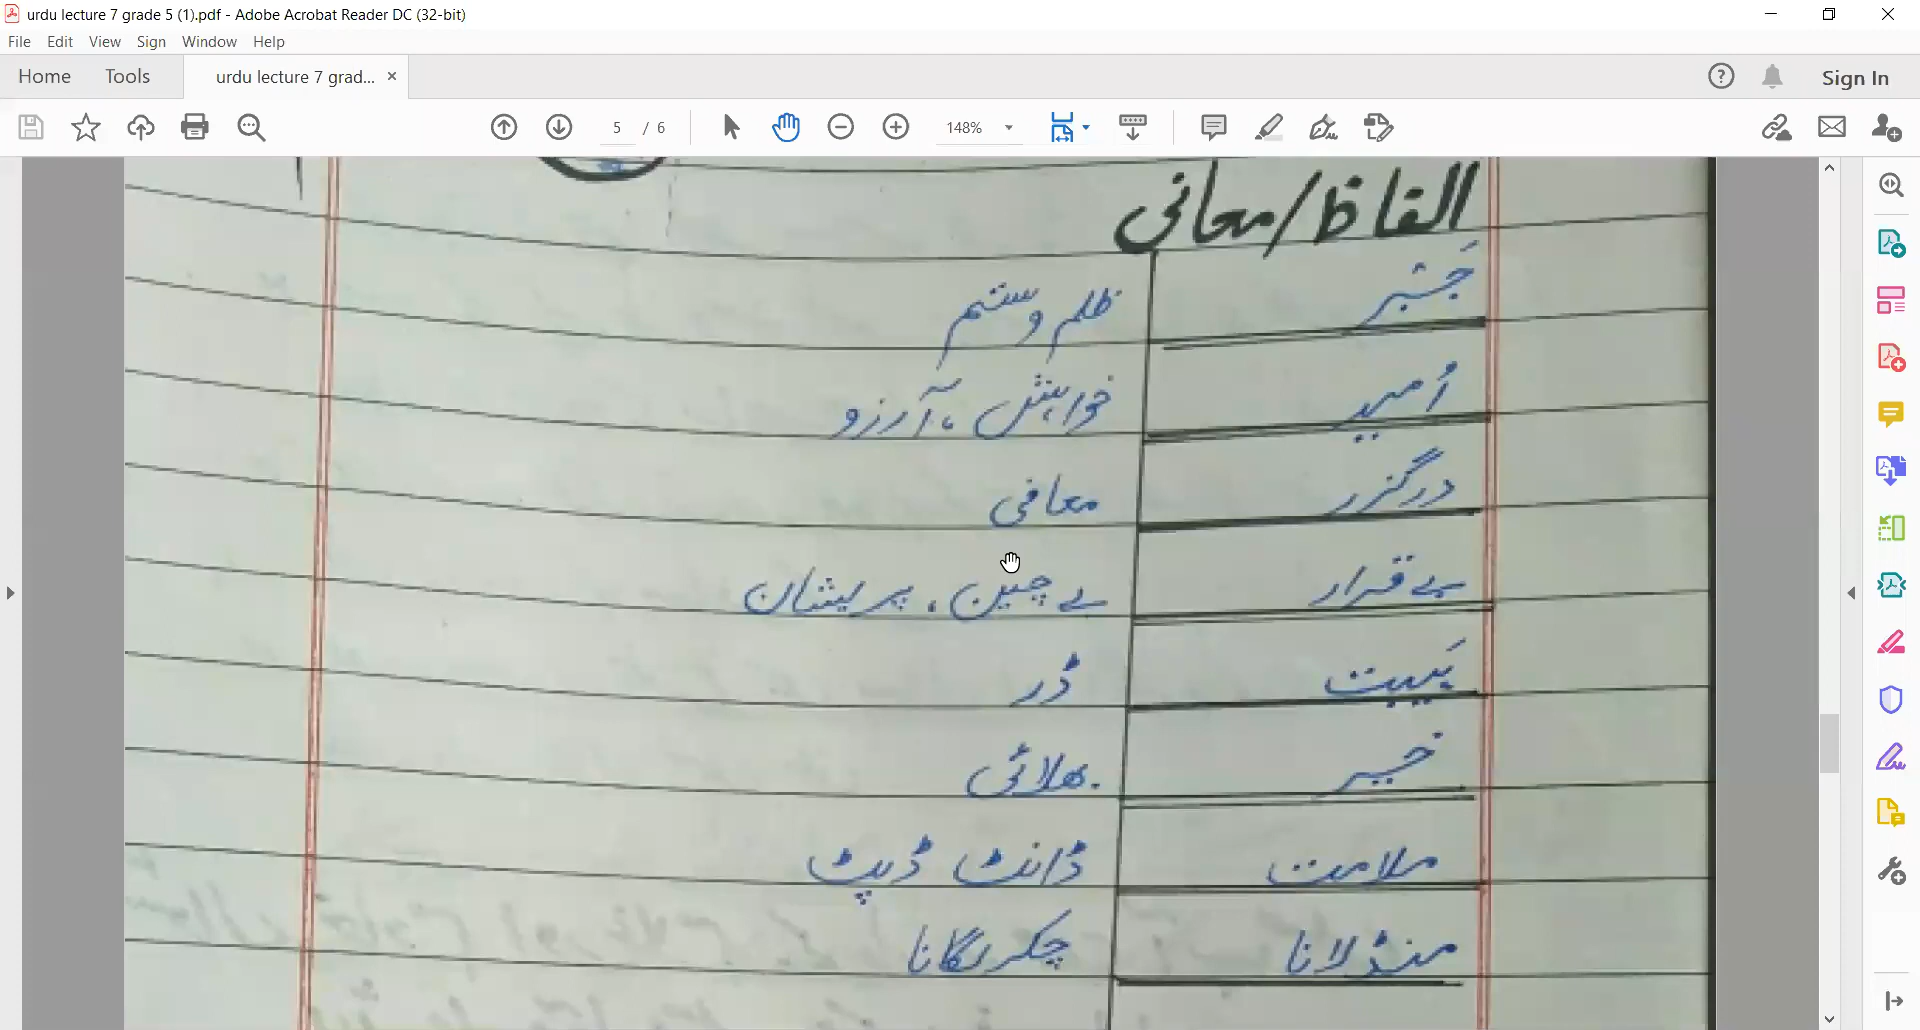 urdu lecture 7 grade 5 (1).pdf - Adobe Acrobat Reader DC (32-bit)
File Edit View Sign Window Help
Home Tools urdu lecture 7 grad... × Sign In
5 / 6 148%
الفاظ/معانی
جَبر ظلم و ستم
اُمید خواہش، آرزو
درگزر معافی
بے قرار بے چین، پریشان
ہَیبت ڈر
خیر بھلائی
ملامت ڈانٹ ڈپٹ
منڈلانا چکر لگانا